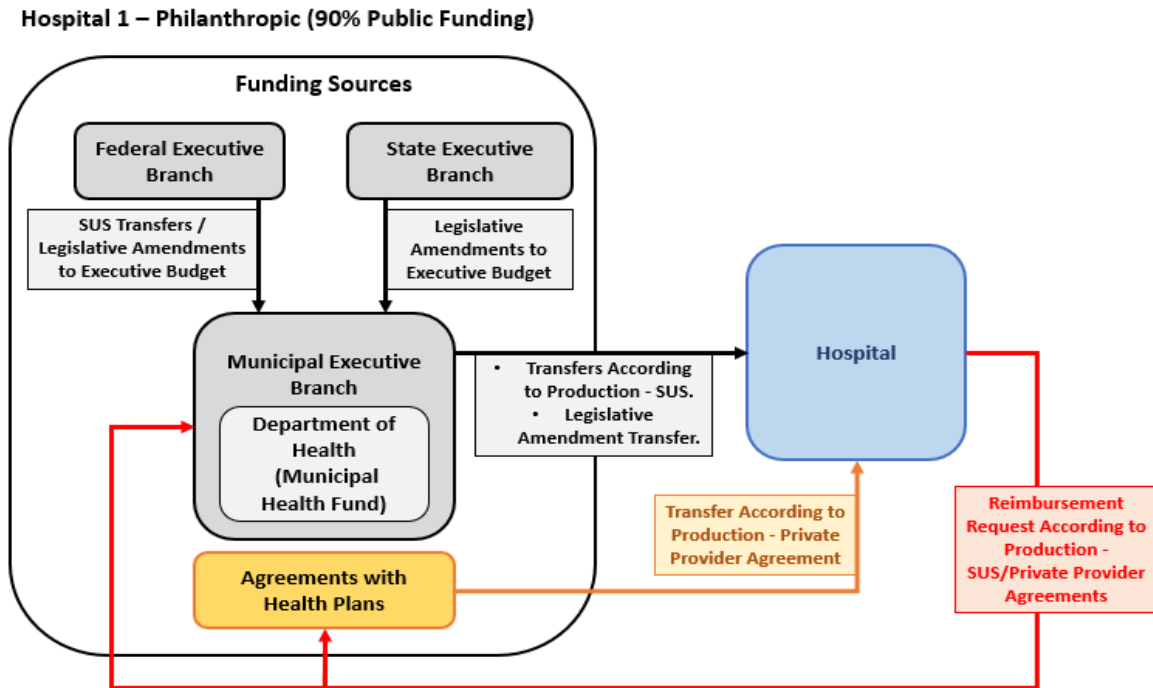 Hospital 1 – Philanthropic (90% Public Funding)
Funding Sources
Federal Executive
Branch
State Executive
Branch
SUS Transfers /
Legislative Amendments
to Executive Budget
Legislative
Amendments to
Executive Budget
Municipal Executive
Branch
Department of
Health
(Municipal
Health Fund)
• Transfers According
to Production - SUS.
• Legislative
Amendment Transfer.
Hospital
Transfer According to
Production - Private
Provider Agreement
Reimbursement
Request According to
Production -
SUS/Private Provider
Agreements
Agreements with
Health Plans